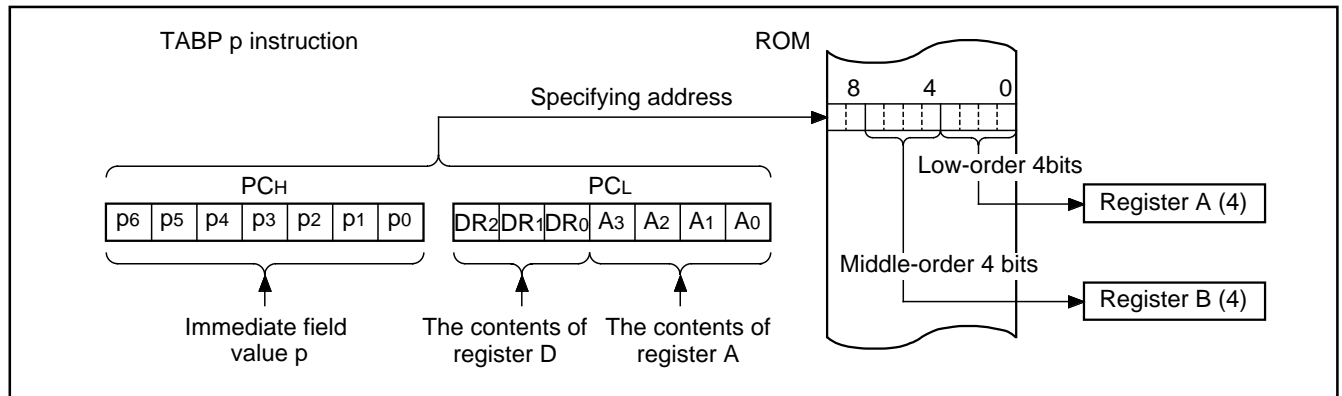 TABP p instruction
ROM
8 4 0
Specifying address
Low-order 4bits
PCH PCL
p6 p5 p4 p3 p2 p1 p0 DR2 DR1 DR0 A3 A2 A1 A0
Register A (4)
Middle-order 4 bits
Register B (4)
Immediate field
value p
The contents of
register D
The contents of
register A